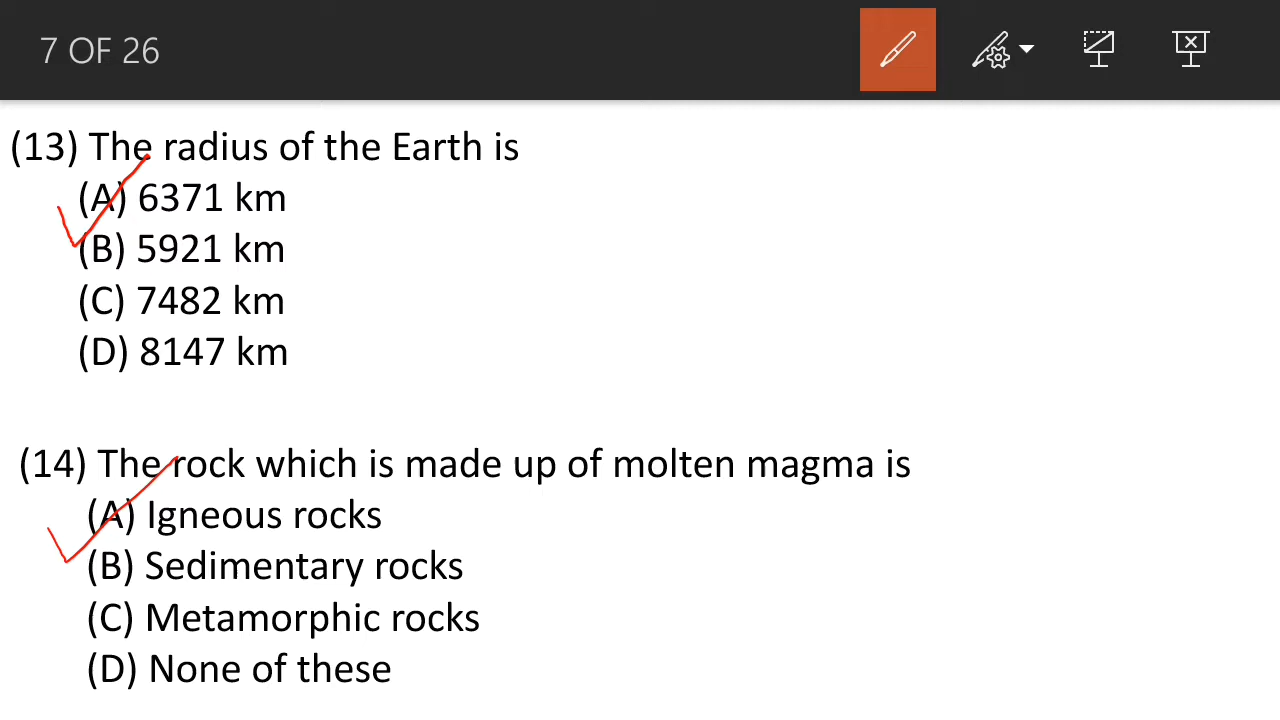 7 OF 26
(13) The radius of the Earth is
(A) 6371 km
(B) 5921 km
(C) 7482 km
(D) 8147 km
(14) The rock which is made up of molten magma is
(A) Igneous rocks
(B) Sedimentary rocks
(C) Metamorphic rocks
(D) None of these